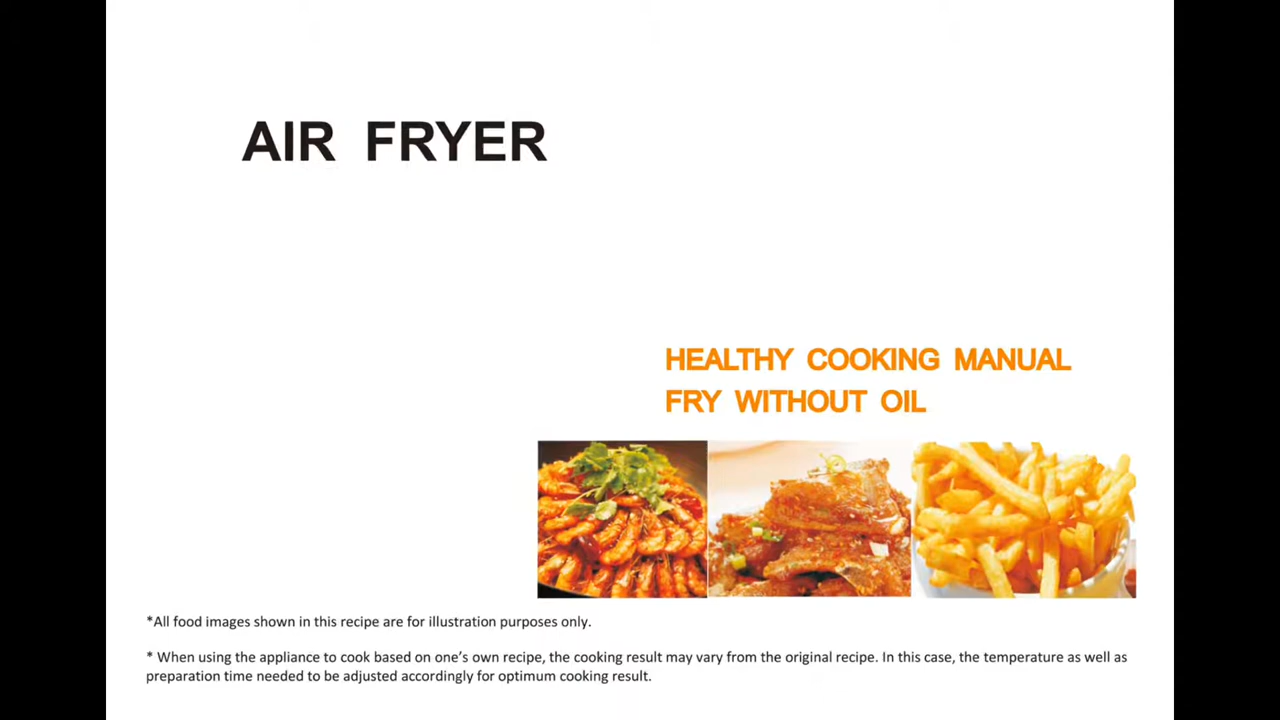 AIR FRYER
HEALTHY COOKING MANUAL
FRY WITHOUT OIL
*All food images shown in this recipe are for illustration purposes only.
* When using the appliance to cook based on one’s own recipe, the cooking result may vary from the original recipe. In this case, the temperature as well as
preparation time needed to be adjusted accordingly for optimum cooking result.